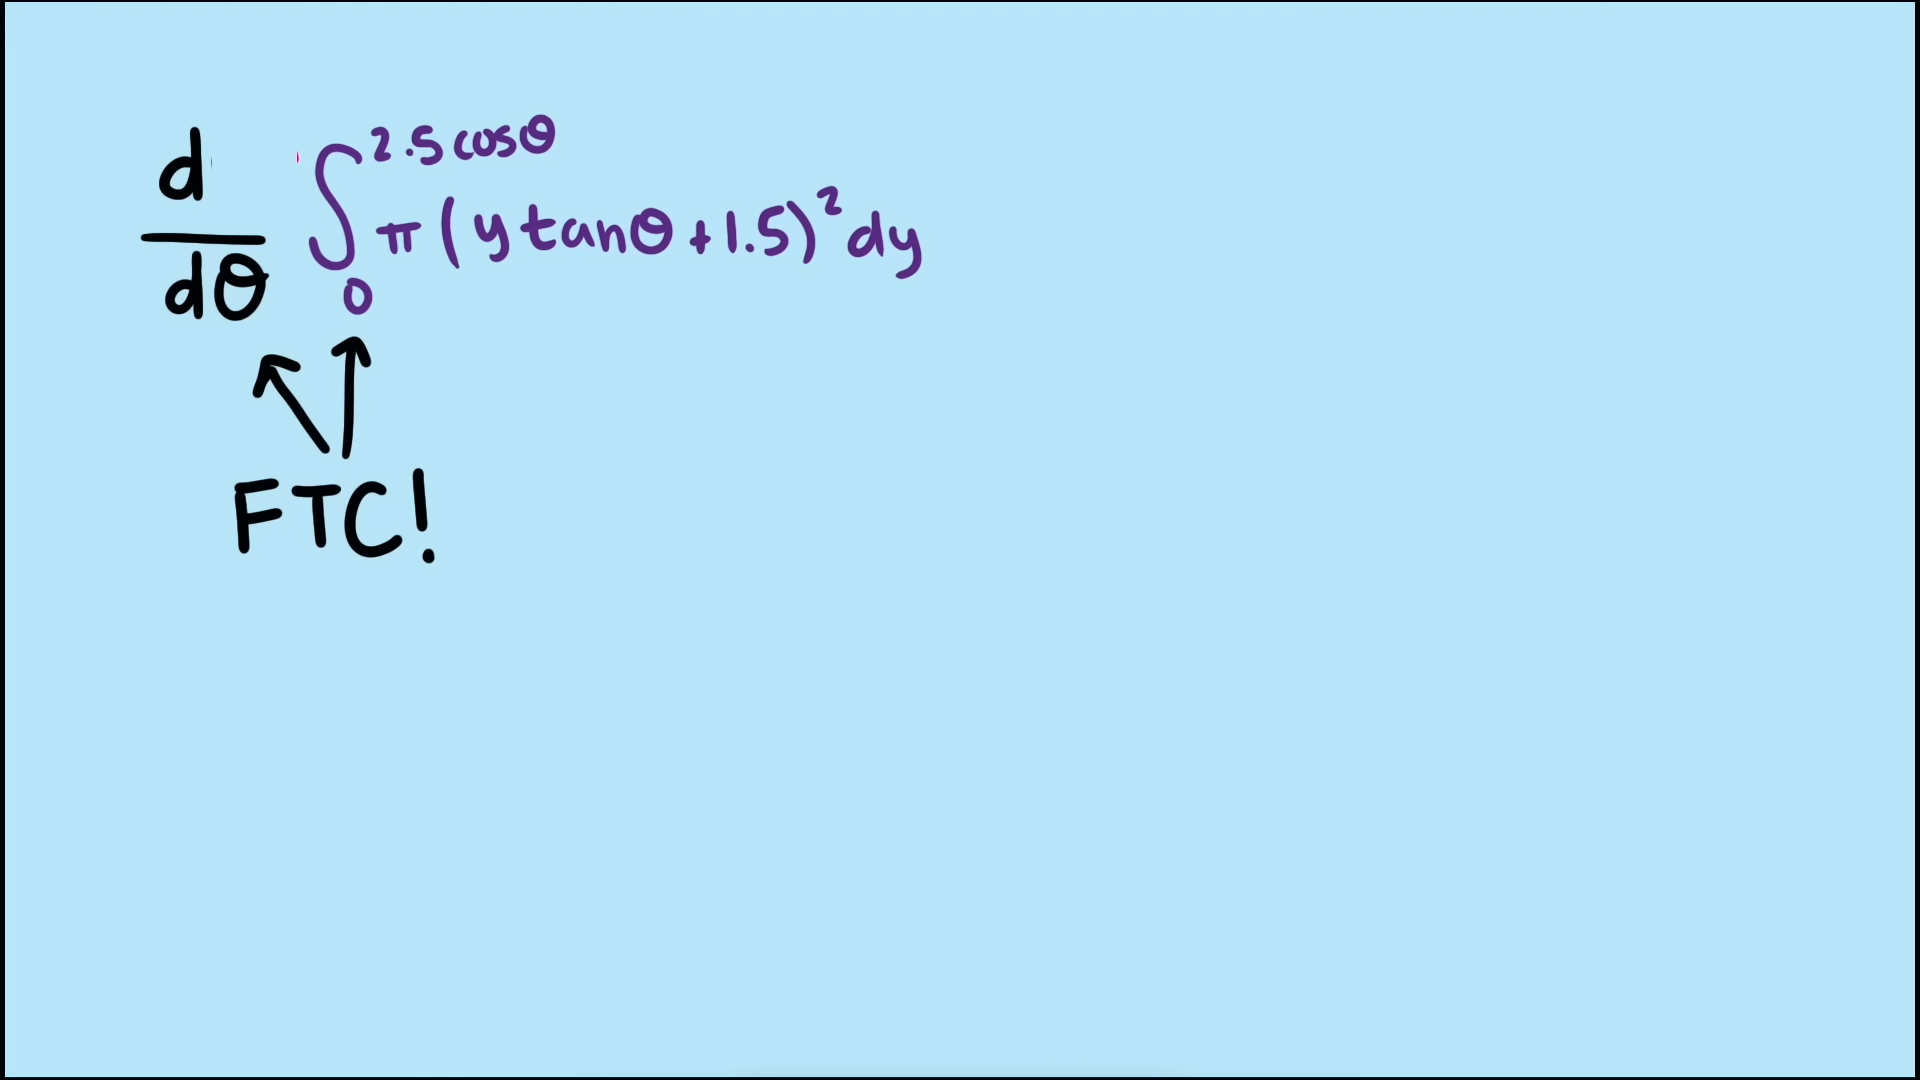 d/dθ ∫₀^{2.5cosθ} π(y tanθ + 1.5)² dy
FTC!